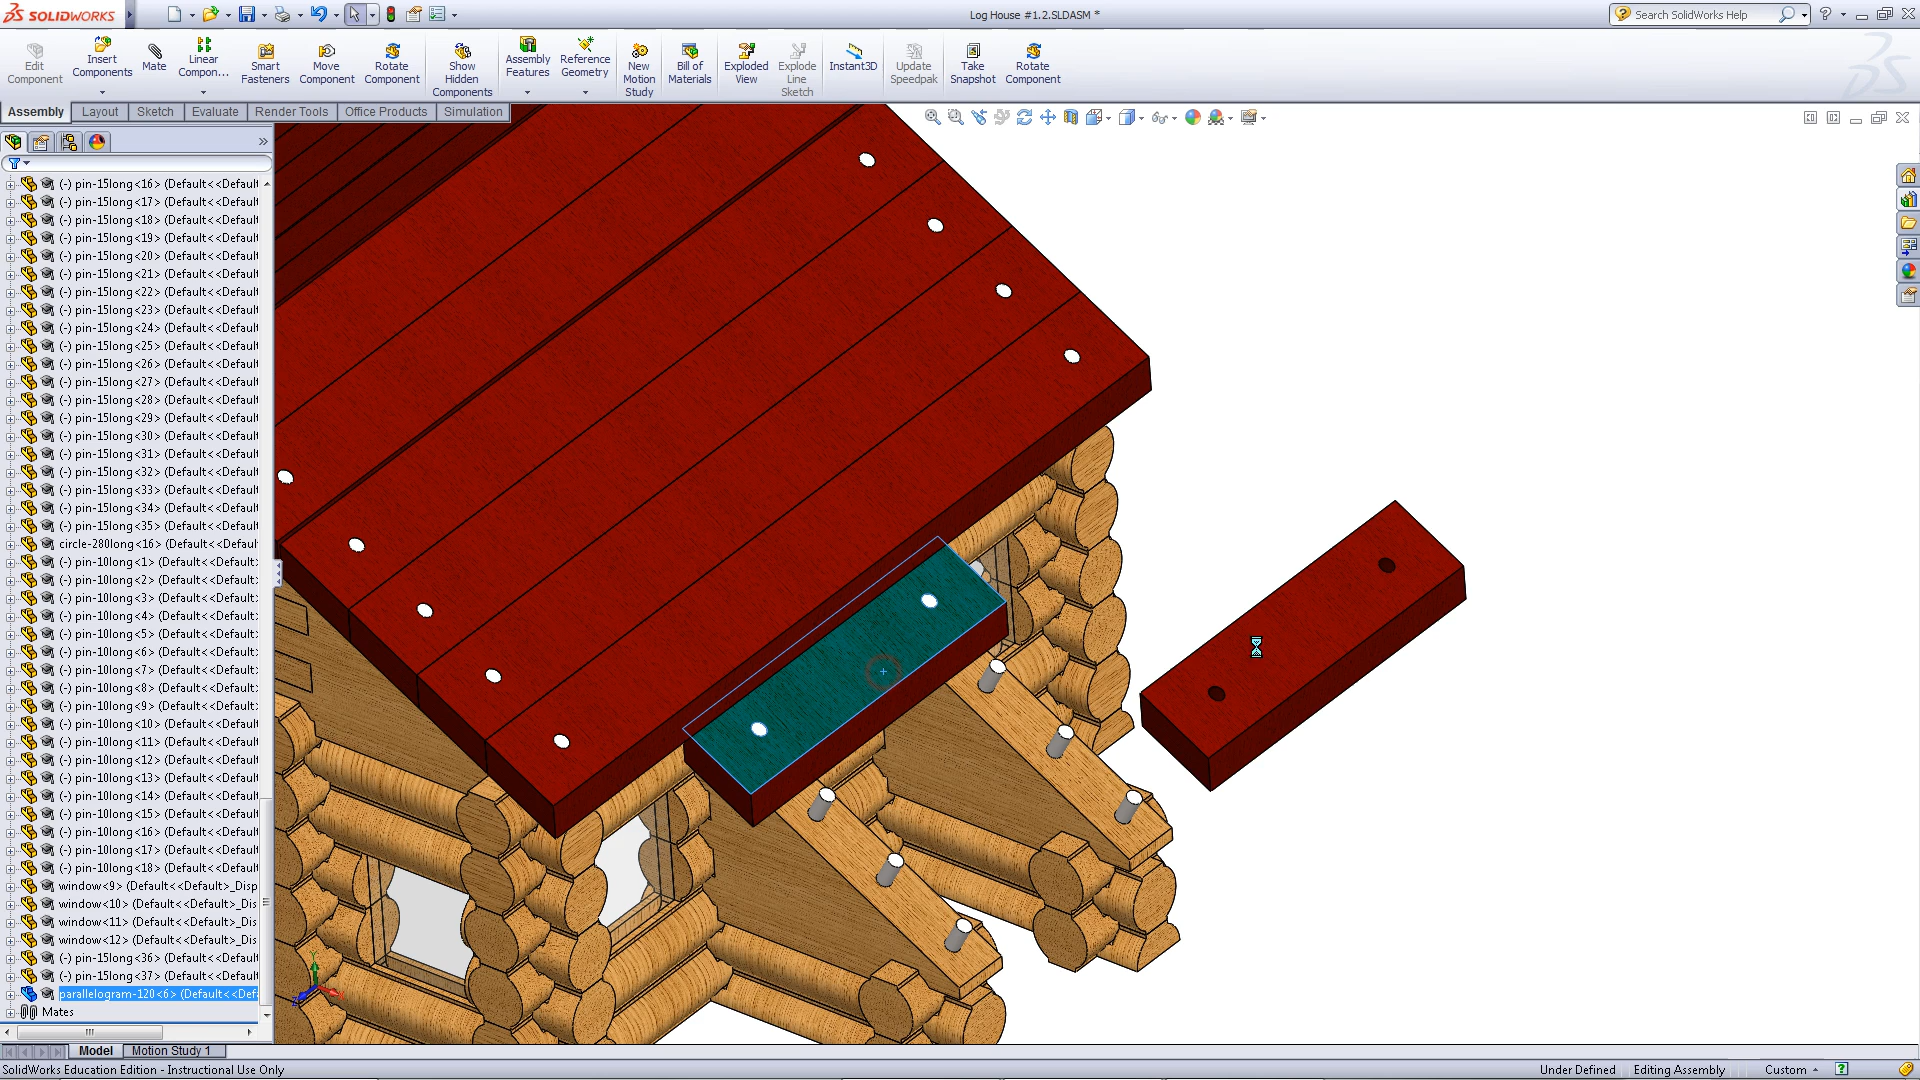 SOLIDWORKS
Log House #1.2.SLDASM *
Search SolidWorks Help
Edit
Component
Insert
Components
Mate
Linear
Compon...
Smart
Fasteners
Move
Component
Rotate
Component
Show
Hidden
Components
Assembly
Features
Reference
Geometry
New
Motion
Study
Bill of
Materials
Exploded
View
Explode
Line
Sketch
Instant3D
Update
Speedpak
Take
Snapshot
Rotate
Component
Assembly
Layout
Sketch
Evaluate
Render Tools
Office Products
Simulation
(-) pin-15long<16> (Default<<Default
(-) pin-15long<17> (Default<<Default
(-) pin-15long<18> (Default<<Default
(-) pin-15long<19> (Default<<Default
(-) pin-15long<20> (Default<<Default
(-) pin-15long<21> (Default<<Default
(-) pin-15long<22> (Default<<Default
(-) pin-15long<23> (Default<<Default
(-) pin-15long<24> (Default<<Default
(-) pin-15long<25> (Default<<Default
(-) pin-15long<26> (Default<<Default
(-) pin-15long<27> (Default<<Default
(-) pin-15long<28> (Default<<Default
(-) pin-15long<29> (Default<<Default
(-) pin-15long<30> (Default<<Default
(-) pin-15long<31> (Default<<Default
(-) pin-15long<32> (Default<<Default
(-) pin-15long<33> (Default<<Default
(-) pin-15long<34> (Default<<Default
(-) pin-15long<35> (Default<<Default
circle-280long<16> (Default<<Default
(-) pin-10long<1> (Default<<Default>
(-) pin-10long<2> (Default<<Default>
(-) pin-10long<3> (Default<<Default>
(-) pin-10long<4> (Default<<Default>
(-) pin-10long<5> (Default<<Default>
(-) pin-10long<6> (Default<<Default>
(-) pin-10long<7> (Default<<Default>
(-) pin-10long<8> (Default<<Default>
(-) pin-10long<9> (Default<<Default>
(-) pin-10long<10> (Default<<Default
(-) pin-10long<11> (Default<<Default
(-) pin-10long<12> (Default<<Default
(-) pin-10long<13> (Default<<Default
(-) pin-10long<14> (Default<<Default
(-) pin-10long<15> (Default<<Default
(-) pin-10long<16> (Default<<Default
(-) pin-10long<17> (Default<<Default
(-) pin-10long<18> (Default<<Default
window<9> (Default<<Default>_Disp
window<10> (Default<<Default>_Dis
window<11> (Default<<Default>_Dis
window<12> (Default<<Default>_Dis
(-) pin-15long<36> (Default<<Default
(-) pin-15long<37> (Default<<Default
parallelogram-120<6> (Default<<Defa
Mates
Model
Motion Study 1
SolidWorks Education Edition - Instructional Use Only
Under Defined
Editing Assembly
Custom